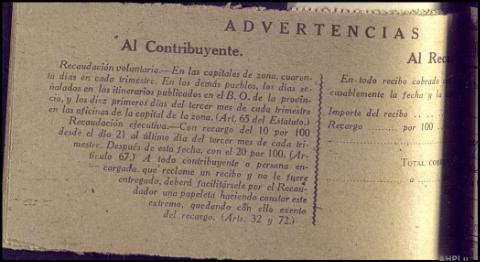 ADVERTENCIAS
Al Contribuyente.
Recaudación voluntaria.—En las capitales de zona, cuaren-
ta días en cada trimestre. En los demás pueblos, los días se-
ñalados en los itinerarios publicados en el B. O. de la provin-
cia, y los diez primeros días del tercer mes de cada trimestre
en las oficinas de la capital de la zona. (Art. 65 del Estatuto.)
Recaudación ejecutiva.—Con recargo del 10 por 100
desde el día 21 al último día del tercer mes de cada tri-
mestre. Después de esta fecha, con el 20 por 100. (Ar-
tículo 67.) A todo contribuyente o persona en-
cargada que reclame un recibo y no le fuere
entregado, deberá facilitársele por el Recau-
dador una papeleta haciendo constar este
extremo, quedando con ello exento
del recargo. (Arts. 32 y 72.)
Al
En todo recibo cobrado
cusablemente la fecha y la
Importe del recibo ..
Recargo ........ por 100
TOTAL
a
AHPLu